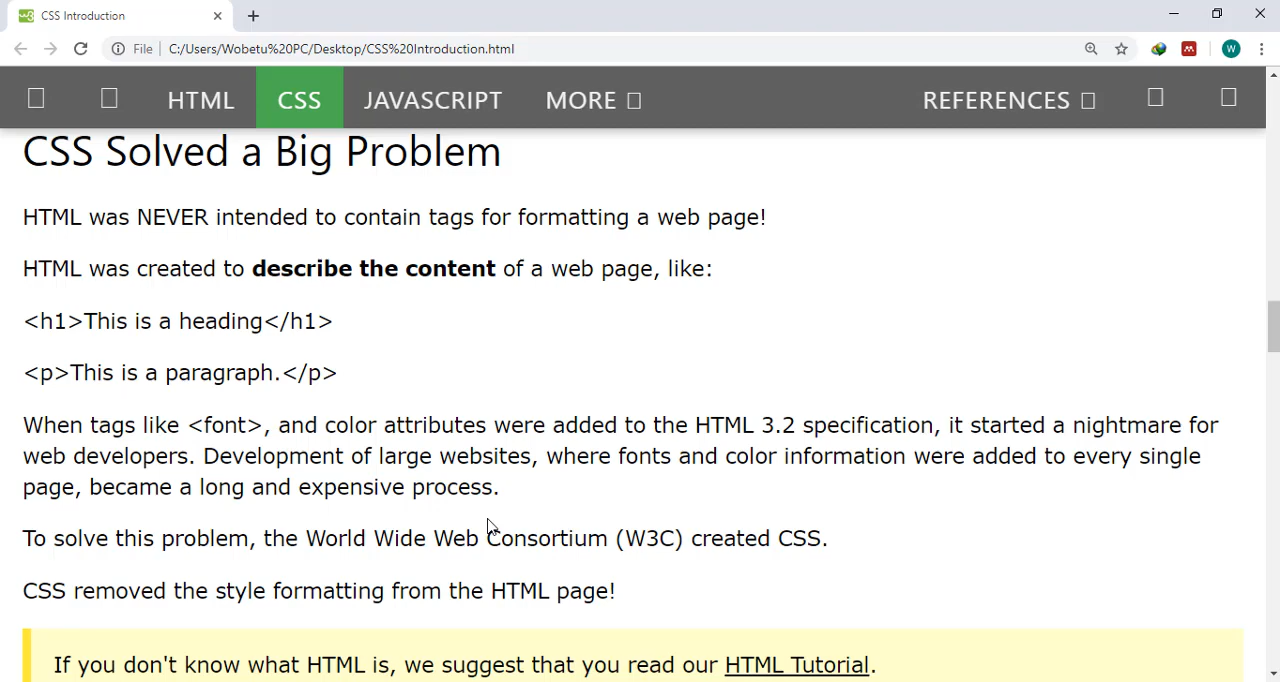 CSS Introduction
File
C:/Users/Wobetu%20PC/Desktop/CSS%20Introduction.html
W
HTML CSS JAVASCRIPT MORE REFERENCES
CSS Solved a Big Problem
HTML was NEVER intended to contain tags for formatting a web page!
HTML was created to describe the content of a web page, like:
<h1>This is a heading</h1>
<p>This is a paragraph.</p>
When tags like <font>, and color attributes were added to the HTML 3.2 specification, it started a nightmare for
web developers. Development of large websites, where fonts and color information were added to every single
page, became a long and expensive process.
To solve this problem, the World Wide Web Consortium (W3C) created CSS.
CSS removed the style formatting from the HTML page!
If you don't know what HTML is, we suggest that you read our HTML Tutorial.